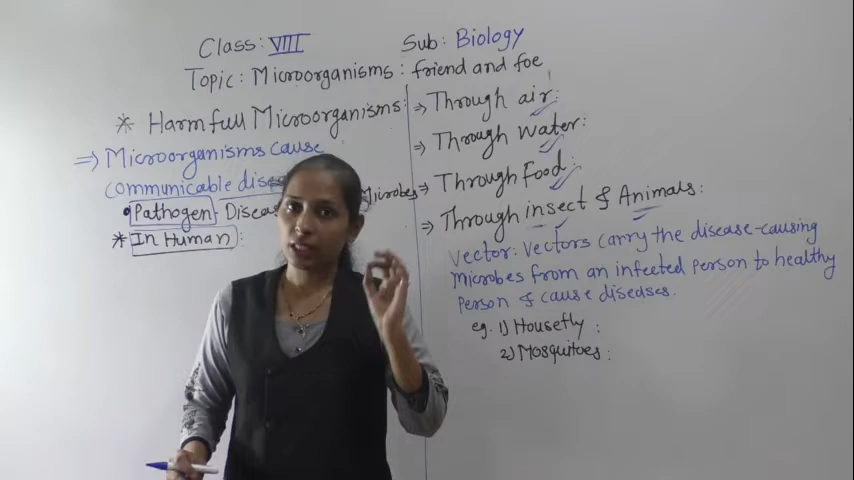 Class: VIII Sub: Biology
Topic: Microorganisms: friend and foe
* Harmfull Microorganisms:
⇒ Microorganisms cause
communicable
• Pathogen Microbes
* In Human:
⇒ Through air:
⇒ Through water:
⇒ Through food:
⇒ Through insect & Animals:
Vector: Vectors carry the disease-causing
microbes from an infected person to healthy
person & cause diseases.
eg. 1) Housefly:
2) Mosquitoes: